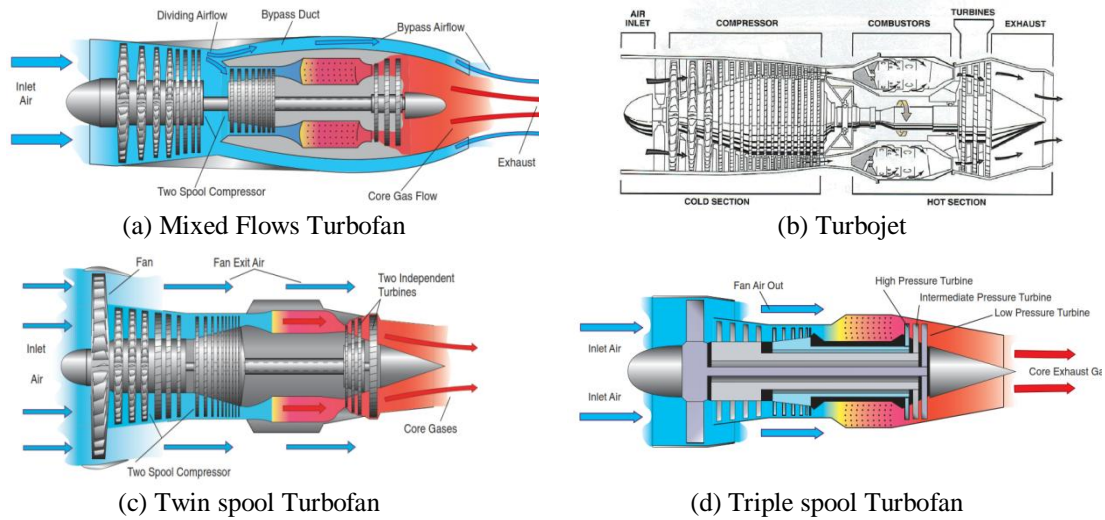 Dividing Airflow
Bypass Duct
Bypass Airflow
Inlet
Air
Two Spool Compressor
Core Gas Flow
Exhaust
(a) Mixed Flows Turbofan
AIR
INLET
COMPRESSOR
COMBUSTORS
TURBINES
EXHAUST
COLD SECTION
HOT SECTION
(b) Turbojet
Fan
Fan Exit Air
Two Independent
Turbines
Inlet
Air
Two Spool Compressor
Core Gases
(c) Twin spool Turbofan
Fan Air Out
High Pressure Turbine
Intermediate Pressure Turbine
Low Pressure Turbine
Inlet Air
Inlet Air
Core Exhaust Ga
(d) Triple spool Turbofan